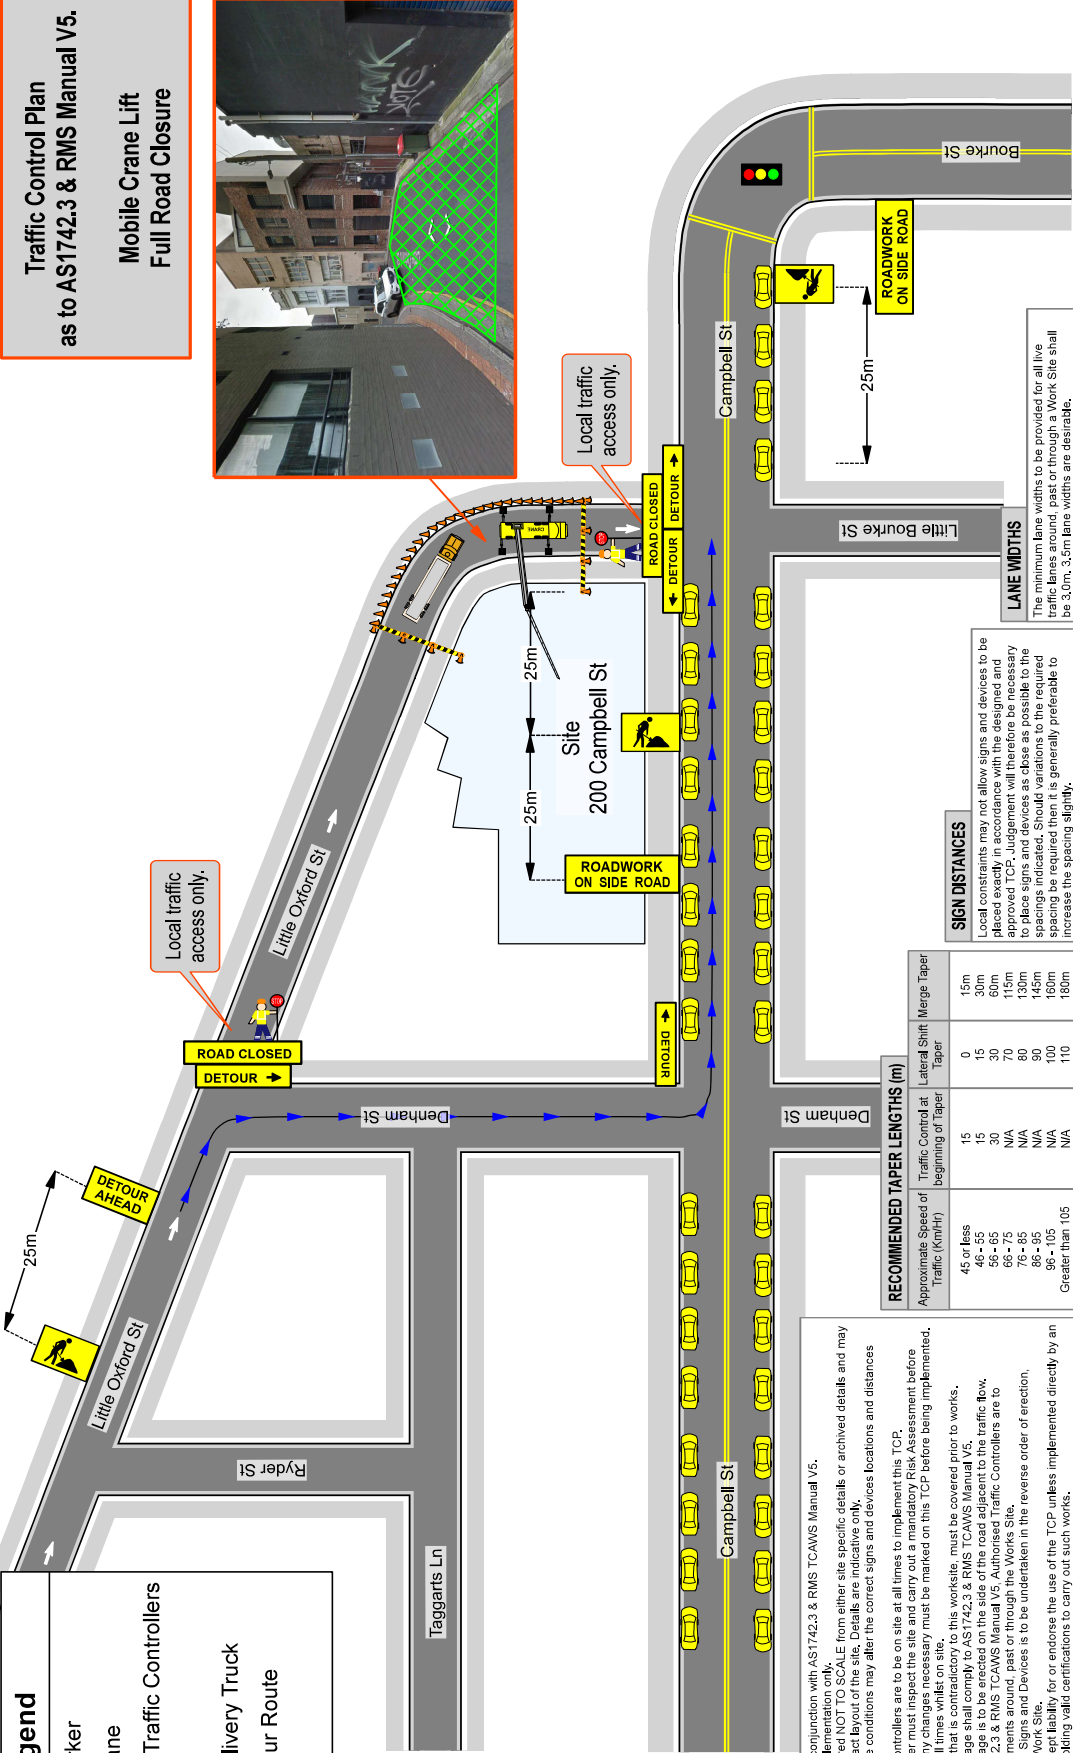 Traffic Control Plan
as to AS1742.3 & RMS Manual V5.
Mobile Crane Lift
Full Road Closure
Local traffic
access only.
Local traffic
access only.
ROAD CLOSED
DETOUR
DETOUR
ROAD CLOSED
DETOUR
DETOUR
DETOUR
AHEAD
25m
25m
25m
25m
Site
200 Campbell St
ROADWORK
ON SIDE ROAD
ROADWORK
ON SIDE ROAD
STOP
CRANE
Little Oxford St
Little Oxford St
Ryder St
Taggarts Ln
Denham St
Denham St
Campbell St
Campbell St
Little Bourke St
Bourke St
gend
rker
ane
Traffic Controllers
livery Truck
ur Route
LANE WIDTHS
The minimum lane widths to be provided for all live
traffic lanes around, past or through a Work Site shall
be 3.0m. 3.5m lane widths are desirable.
SIGN DISTANCES
Local constraints may not allow signs and devices to be
placed exactly in accordance with the designed and
approved TCP. Judgement will therefore be necessary
to place signs and devices as close as possible to the
spacings indicated. Should variations to the required
spacing be required then it is generally preferable to
increase the spacing slightly.
RECOMMENDED TAPER LENGTHS (m)
Approximate Speed of Traffic (Km/Hr) Traffic Control at beginning of Taper Lateral Shift Taper Merge Taper
45 or less 15 0 15m
46 - 55 15 15 30m
56 - 65 30 30 60m
66 - 75 N/A 70 115m
76 - 85 N/A 80 130m
86 - 95 N/A 90 145m
96 - 105 N/A 100 160m
Greater than 105 N/A 110 180m
conjunction with AS1742.3 & RMS TCAWS Manual V5.
lementation only.
red NOT TO SCALE from either site specific details or archived details and may
act layout of the site. Details are indicative only.
e conditions may alter the correct signs and devices locations and distances
ontrollers are to be on site at all times to implement this TCP.
er must inspect the site and carry out a mandatory Risk Assessment before
ny changes necessary must be marked on this TCP before being implemented.
ll times whilst on site.
that is contradictory to this worksite, must be covered prior to works.
age shall comply to AS1742.3 & RMS TCAWS Manual V5.
age is to be erected on the side of the road adjacent to the traffic flow.
2.3 & RMS TCAWS Manual V5, Authorised Traffic Controllers are to
ments around, past or through the Works Site.
Signs and Devices is to be undertaken in the reverse order of erection,
Work Site.
ept liability for or endorse the use of the TCP unless implemented directly by an
olding valid certifications to carry out such works.